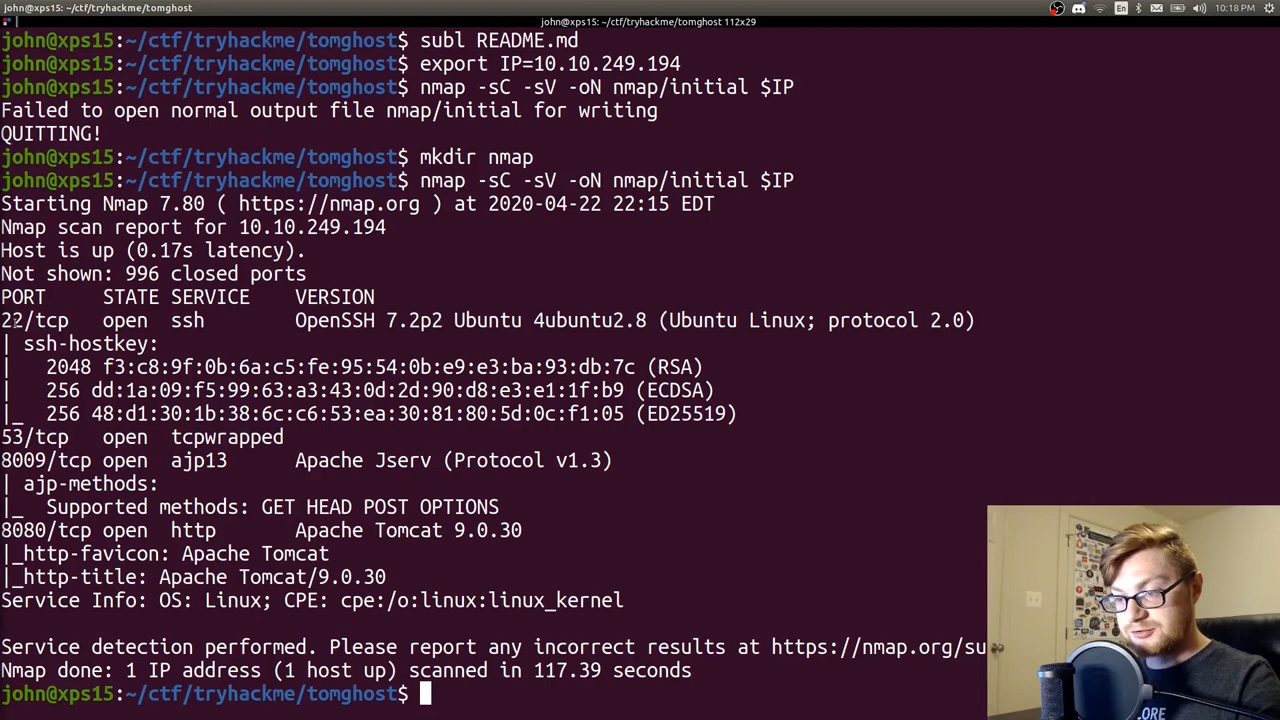 john@xps15: ~/ctf/tryhackme/tomghost
En
10:18 PM
john@xps15: ~/ctf/tryhackme/tomghost 112x29
john@xps15:~/ctf/tryhackme/tomghost$ subl README.md
john@xps15:~/ctf/tryhackme/tomghost$ export IP=10.10.249.194
john@xps15:~/ctf/tryhackme/tomghost$ nmap -sC -sV -oN nmap/initial $IP
Failed to open normal output file nmap/initial for writing
QUITTING!
john@xps15:~/ctf/tryhackme/tomghost$ mkdir nmap
john@xps15:~/ctf/tryhackme/tomghost$ nmap -sC -sV -oN nmap/initial $IP
Starting Nmap 7.80 ( https://nmap.org ) at 2020-04-22 22:15 EDT
Nmap scan report for 10.10.249.194
Host is up (0.17s latency).
Not shown: 996 closed ports
PORT     STATE SERVICE    VERSION
22/tcp   open  ssh        OpenSSH 7.2p2 Ubuntu 4ubuntu2.8 (Ubuntu Linux; protocol 2.0)
| ssh-hostkey:
|   2048 f3:c8:9f:0b:6a:c5:fe:95:54:0b:e9:e3:ba:93:db:7c (RSA)
|   256 dd:1a:09:f5:99:63:a3:43:0d:2d:90:d8:e3:e1:1f:b9 (ECDSA)
|_  256 48:d1:30:1b:38:6c:c6:53:ea:30:81:80:5d:0c:f1:05 (ED25519)
53/tcp   open  tcpwrapped
8009/tcp open  ajp13      Apache Jserv (Protocol v1.3)
| ajp-methods:
|_  Supported methods: GET HEAD POST OPTIONS
8080/tcp open  http       Apache Tomcat 9.0.30
|_http-favicon: Apache Tomcat
|_http-title: Apache Tomcat/9.0.30
Service Info: OS: Linux; CPE: cpe:/o:linux:linux_kernel
Service detection performed. Please report any incorrect results at https://nmap.org/su
Nmap done: 1 IP address (1 host up) scanned in 117.39 seconds
john@xps15:~/ctf/tryhackme/tomghost$